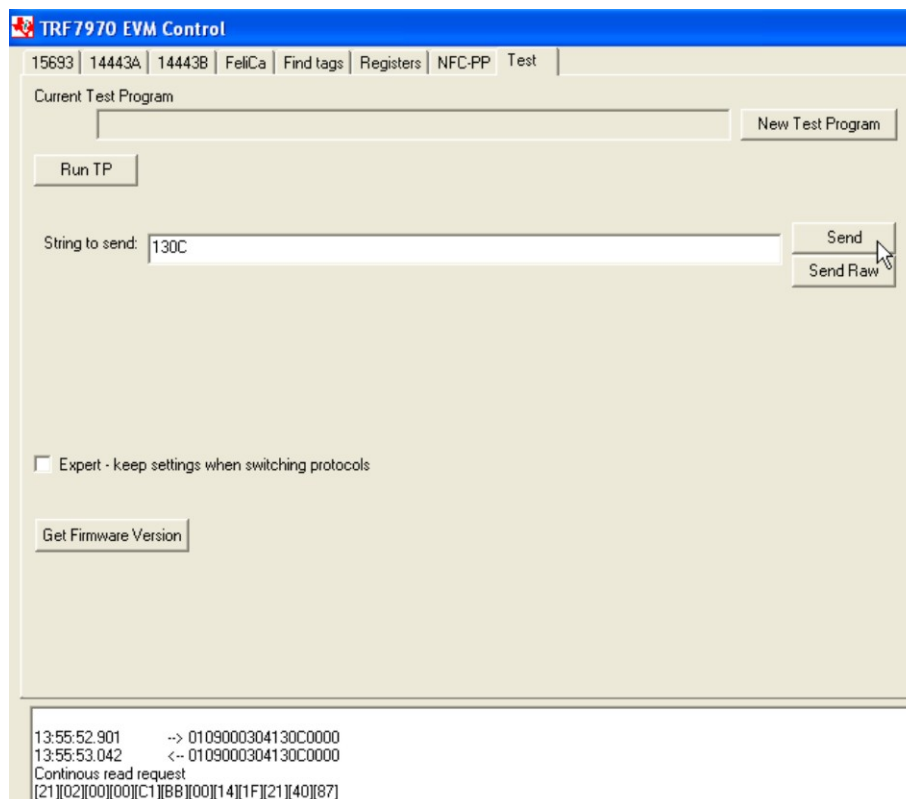 TRF7970 EVM Control
15693 14443A 14443B FeliCa Find tags Registers NFC-PP Test
Current Test Program
New Test Program
Run TP
String to send: 130C Send
Send Raw
Expert - keep settings when switching protocols
Get Firmware Version
13:55:52.901 --> 0109000304130C0000
13:55:53.042 <-- 0109000304130C0000
Continous read request
[21][02][00][00][C1][BB][00][14][1F][21][40][87]